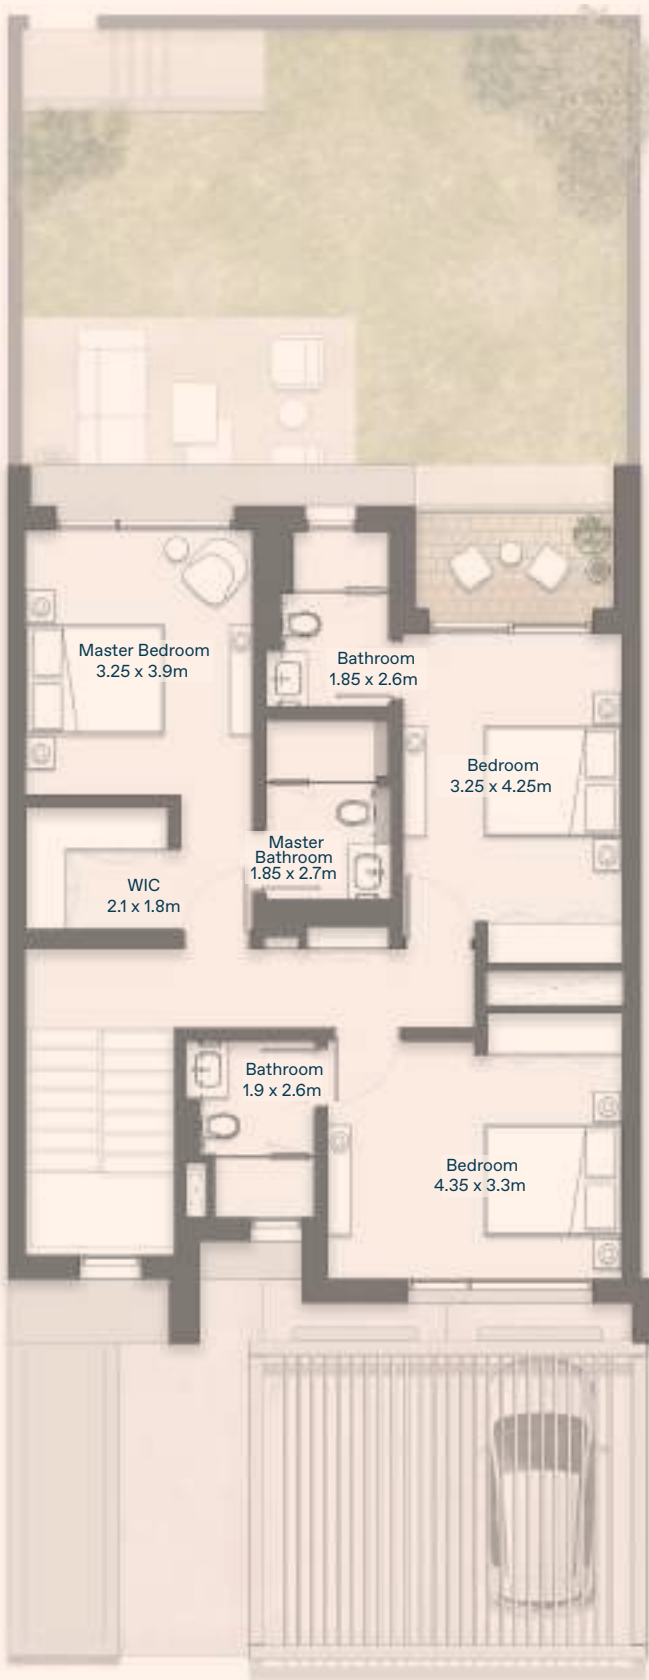 Master Bedroom
3.25 x 3.9m
Bathroom
1.85 x 2.6m
Bedroom
3.25 x 4.25m
Master
Bathroom
1.85 x 2.7m
WIC
2.1 x 1.8m
Bathroom
1.9 x 2.6m
Bedroom
4.35 x 3.3m